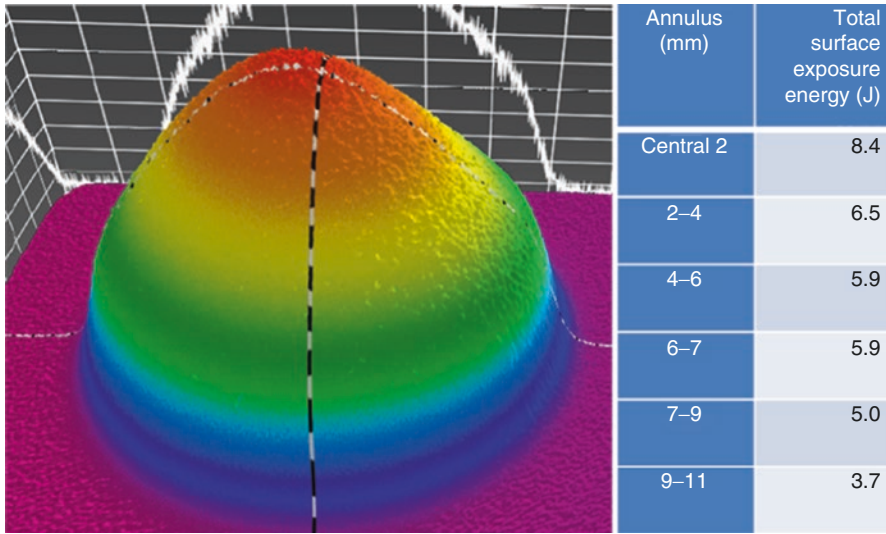 Annulus
(mm)
Total
surface
exposure
energy (J)
Central 2
8.4
2–4
6.5
4–6
5.9
6–7
5.9
7–9
5.0
9–11
3.7